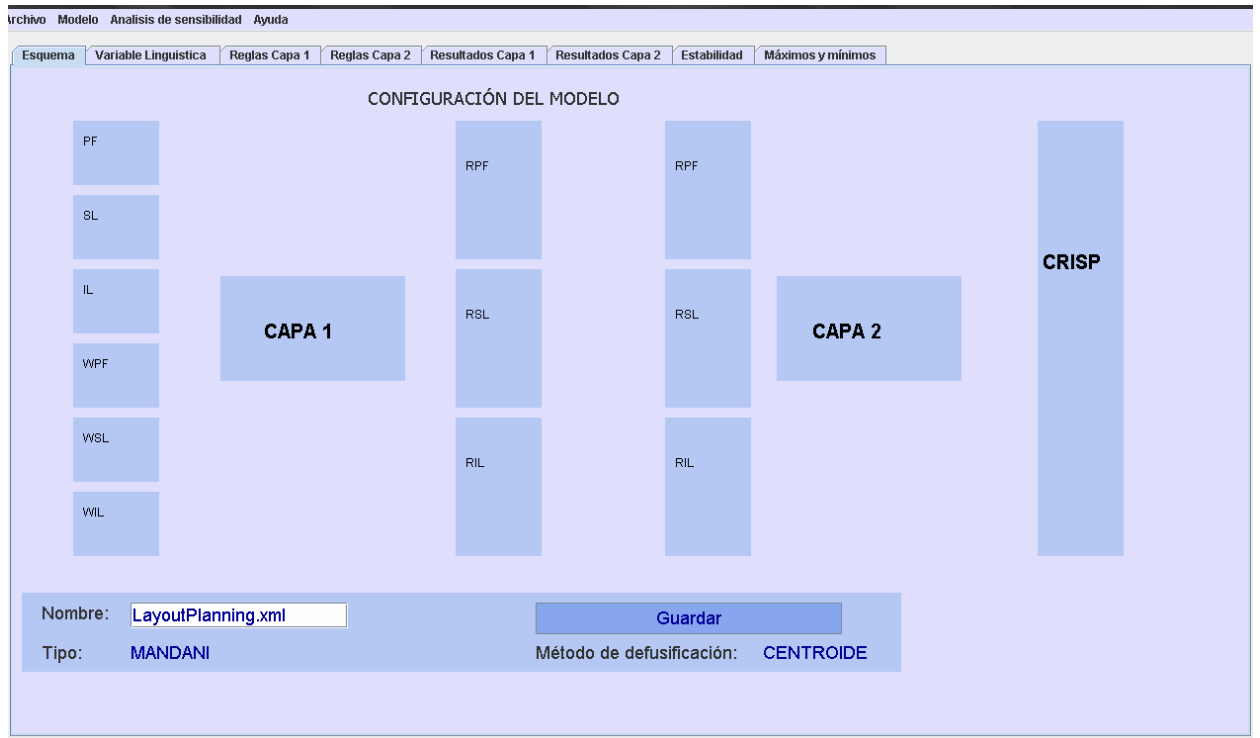 Archivo Modelo Analisis de sensibilidad Ayuda
Esquema Variable Linguistica Reglas Capa 1 Reglas Capa 2 Resultados Capa 1 Resultados Capa 2 Estabilidad Máximos y mínimos
CONFIGURACIÓN DEL MODELO
PF
RPF RPF
SL
CRISP
IL
RSL RSL
CAPA 1 CAPA 2
WPF
WSL
RIL RIL
WIL
Nombre: LayoutPlanning.xml Guardar
Tipo: MANDANI Método de defusificación: CENTROIDE